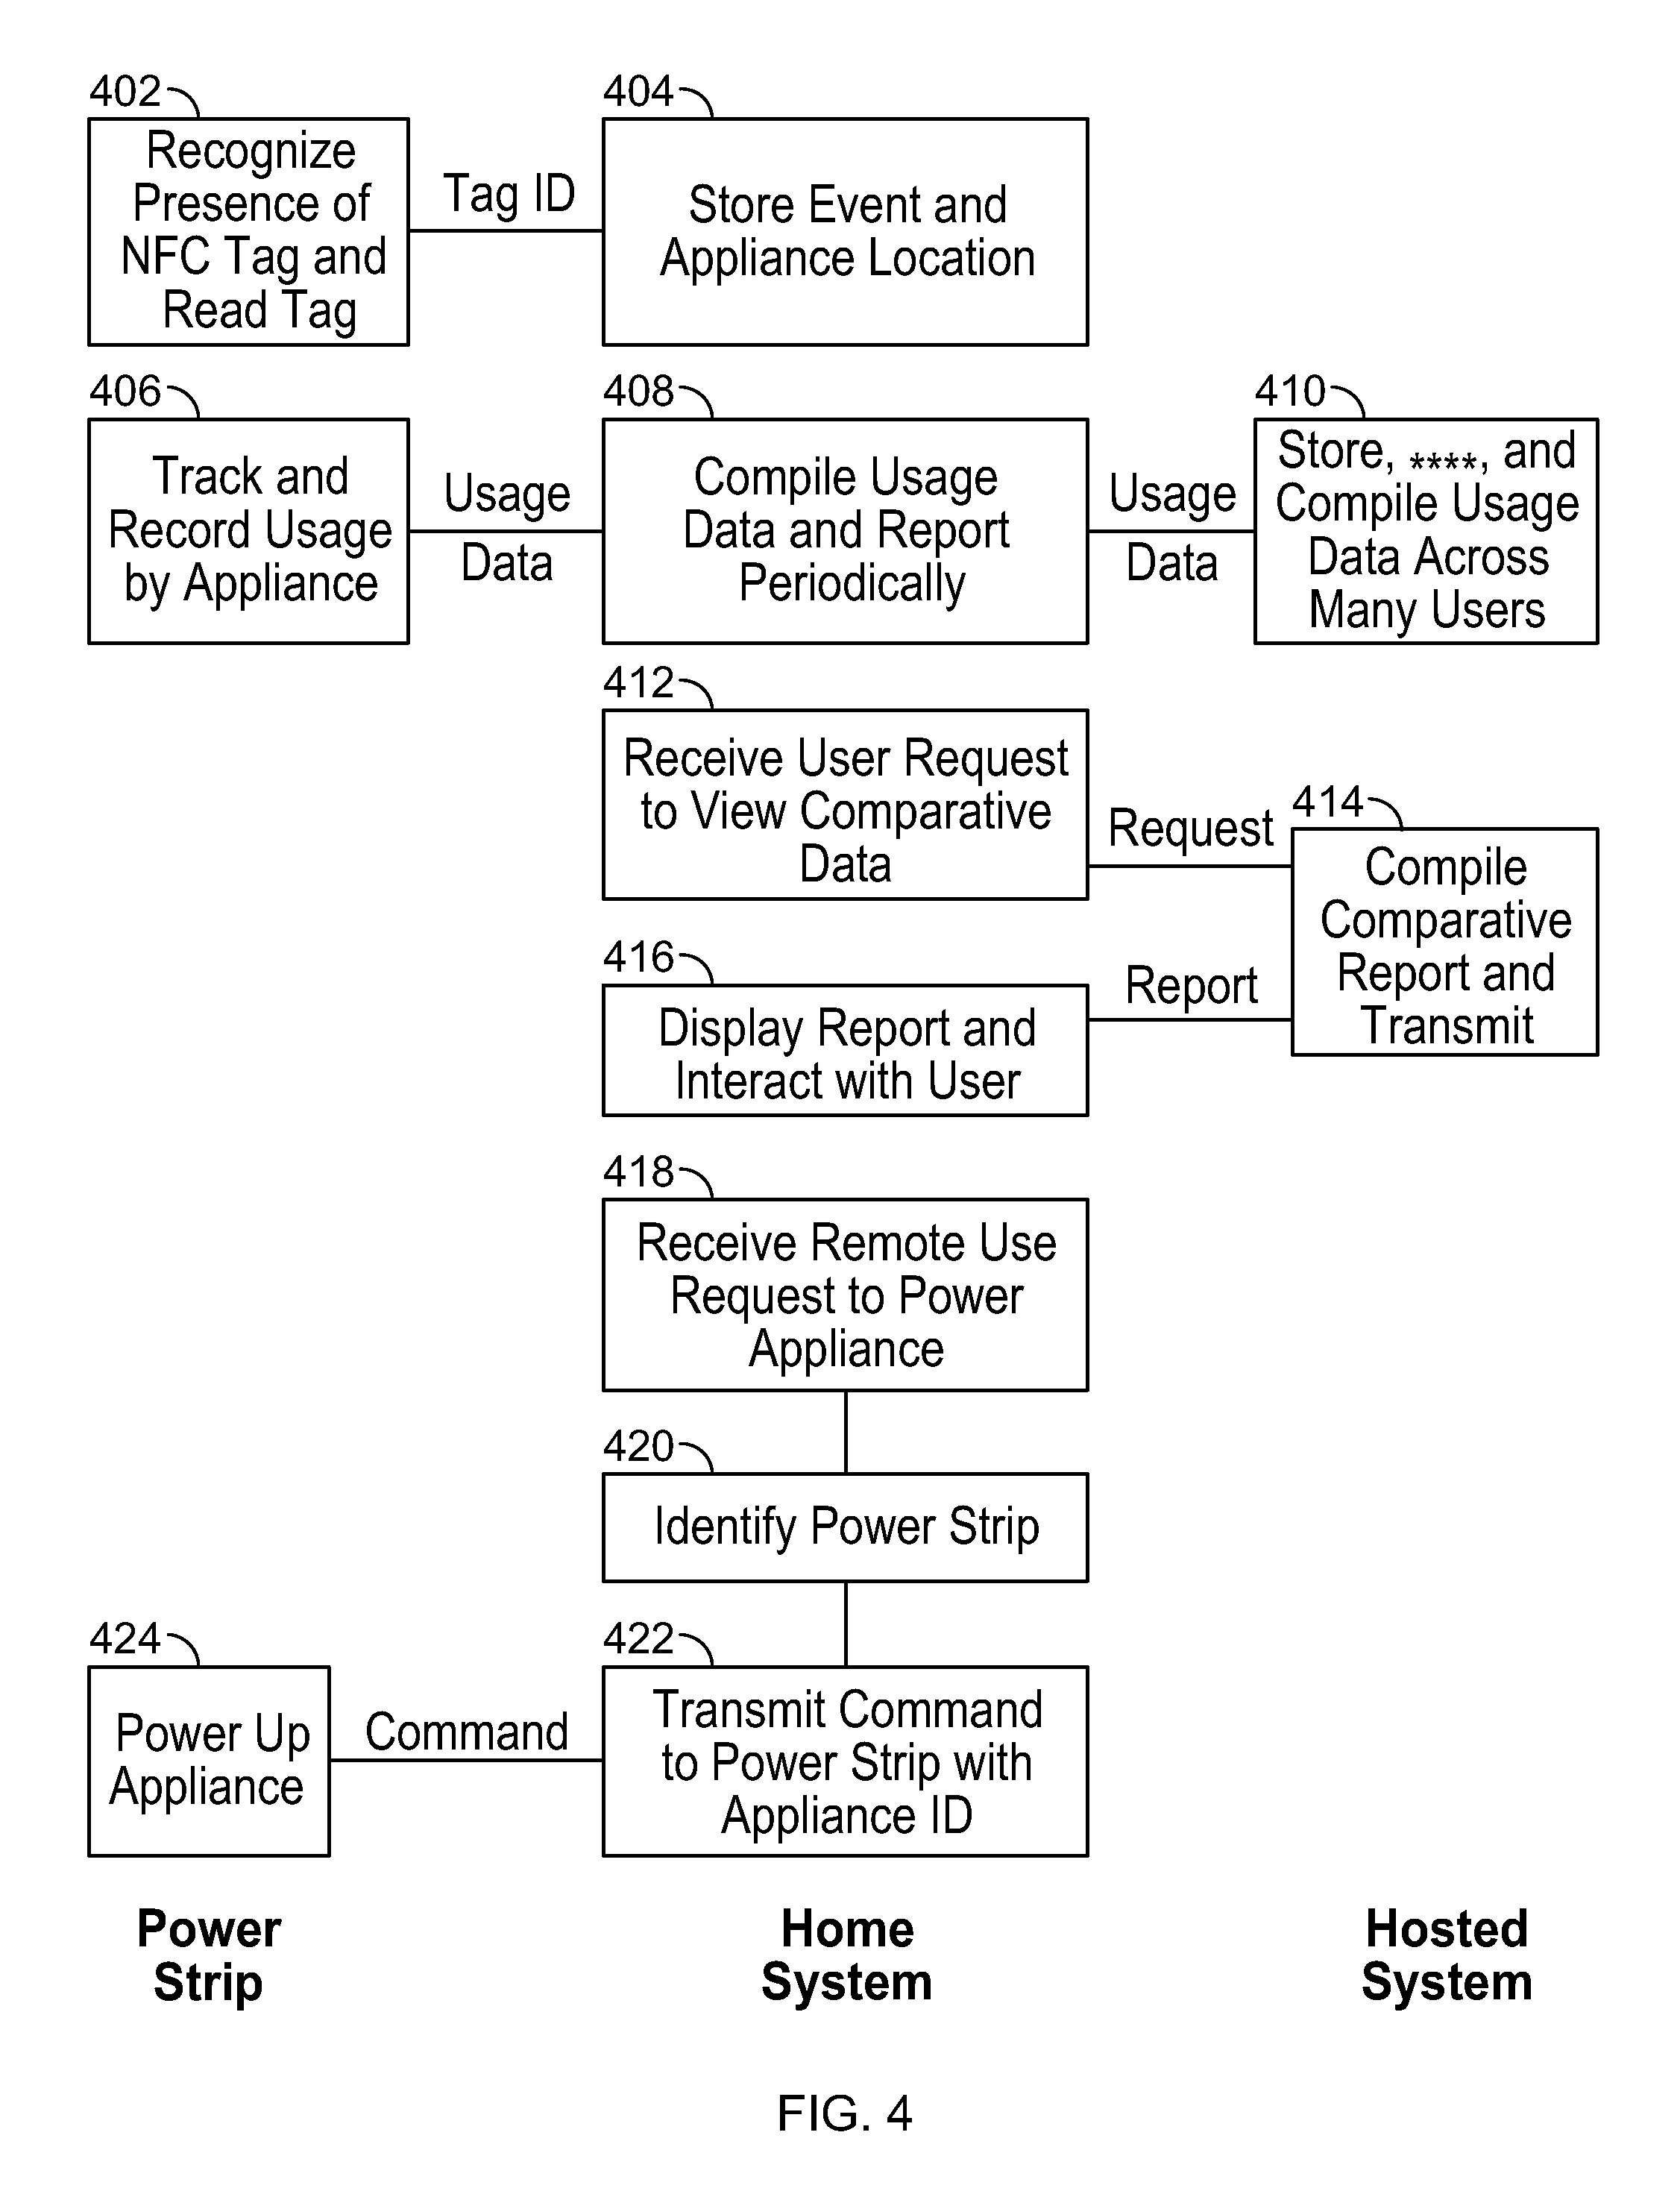 402
Recognize
Presence of
NFC Tag and
Read Tag
Tag ID
404
Store Event and
Appliance Location
406
Track and
Record Usage
by Appliance
Usage
Data
408
Compile Usage
Data and Report
Periodically
Usage
Data
410
Store, ****, and
Compile Usage
Data Across
Many Users
412
Receive User Request
to View Comparative
Data
Request
414
Compile
Comparative
Report and
Transmit
Report
416
Display Report and
Interact with User
418
Receive Remote Use
Request to Power
Appliance
420
Identify Power Strip
422
Transmit Command
to Power Strip with
Appliance ID
Command
424
Power Up
Appliance
Power
Strip
Home
System
Hosted
System
FIG. 4